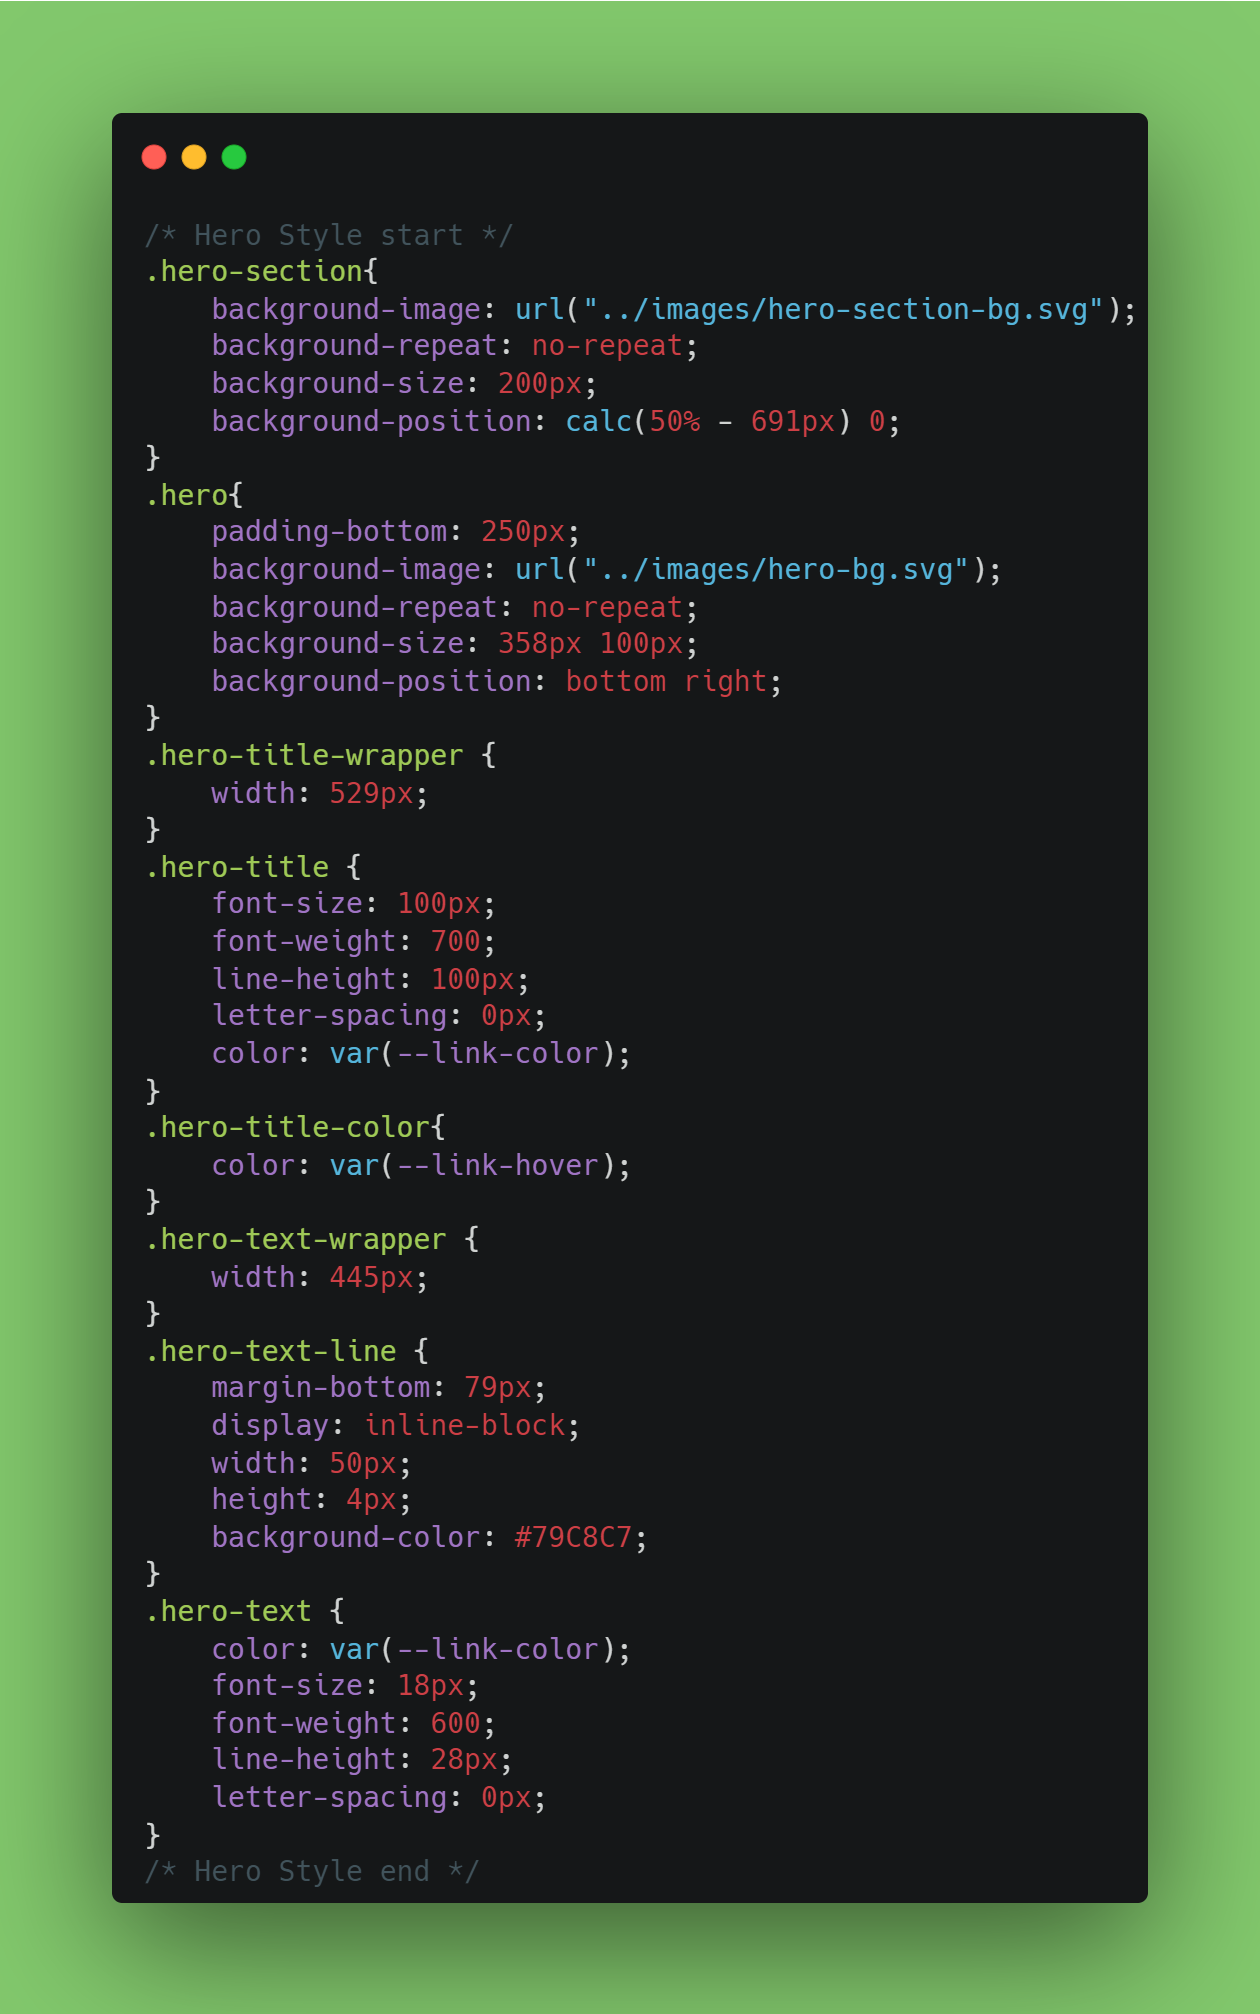 /* Hero Style start */
.hero-section{
    background-image: url("../images/hero-section-bg.svg");
    background-repeat: no-repeat;
    background-size: 200px;
    background-position: calc(50% - 691px) 0;
}
.hero{
    padding-bottom: 250px;
    background-image: url("../images/hero-bg.svg");
    background-repeat: no-repeat;
    background-size: 358px 100px;
    background-position: bottom right;
}
.hero-title-wrapper {
    width: 529px;
}
.hero-title {
    font-size: 100px;
    font-weight: 700;
    line-height: 100px;
    letter-spacing: 0px;
    color: var(--link-color);
}
.hero-title-color{
    color: var(--link-hover);
}
.hero-text-wrapper {
    width: 445px;
}
.hero-text-line {
    margin-bottom: 79px;
    display: inline-block;
    width: 50px;
    height: 4px;
    background-color: #79C8C7;
}
.hero-text {
    color: var(--link-color);
    font-size: 18px;
    font-weight: 600;
    line-height: 28px;
    letter-spacing: 0px;
}
/* Hero Style end */